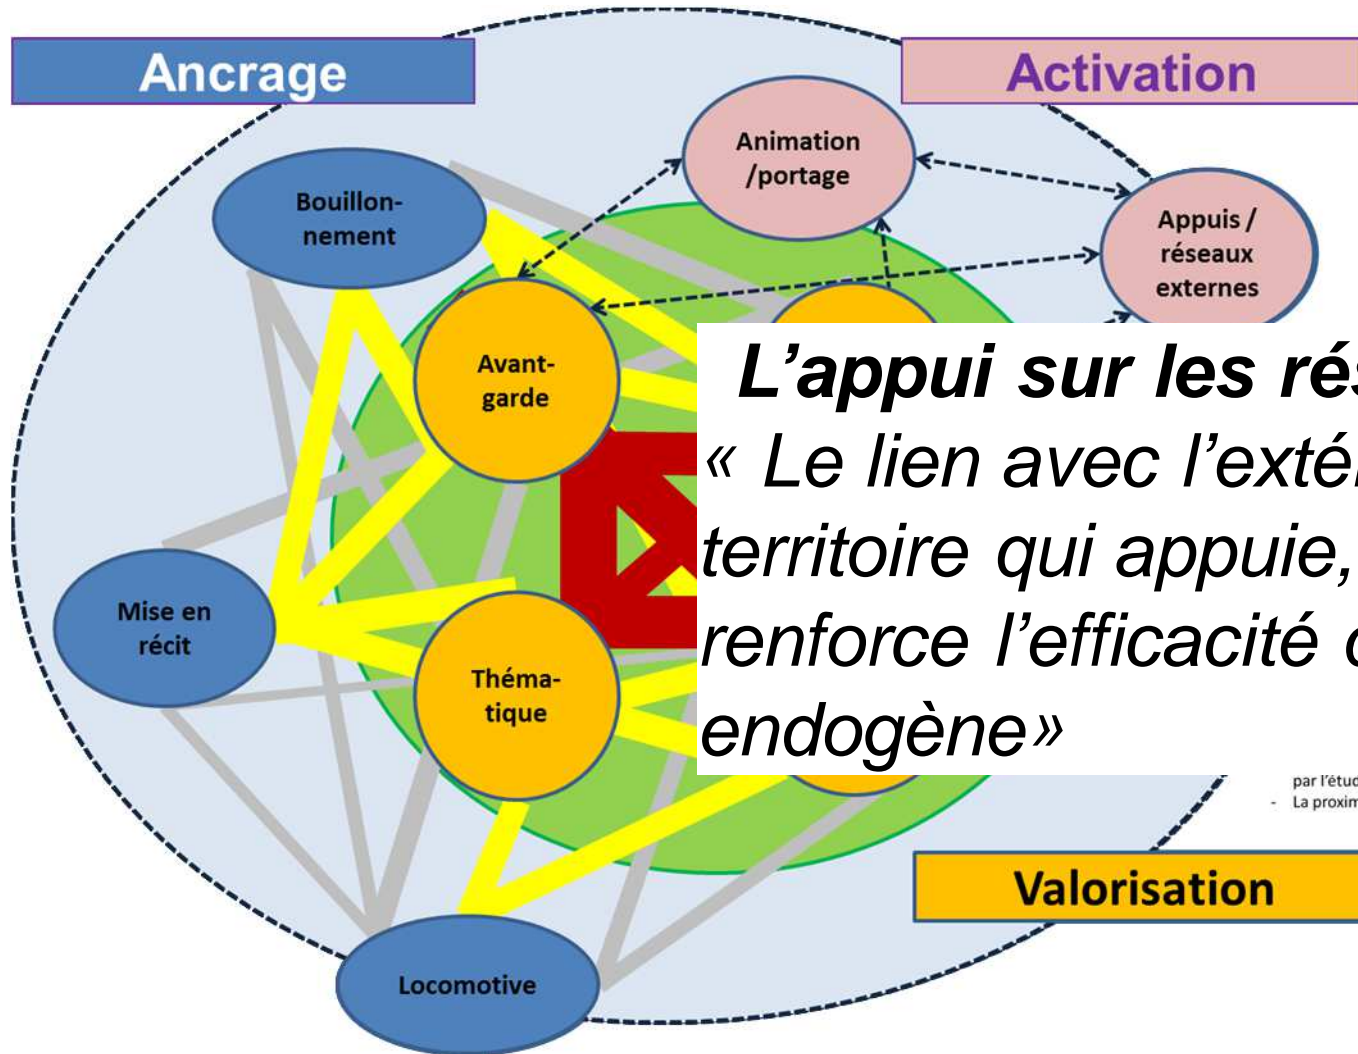 Ancrage
Activation
Animation
/portage
Bouillon-
nement
Appuis /
réseaux
externes
Avant-
garde
L’appui sur les rés
« Le lien avec l’extér
territoire qui appuie,
renforce l’efficacité
endogène»
Mise en
récit
Théma-
tique
par l’étud
- La proxim
Valorisation
Locomotive